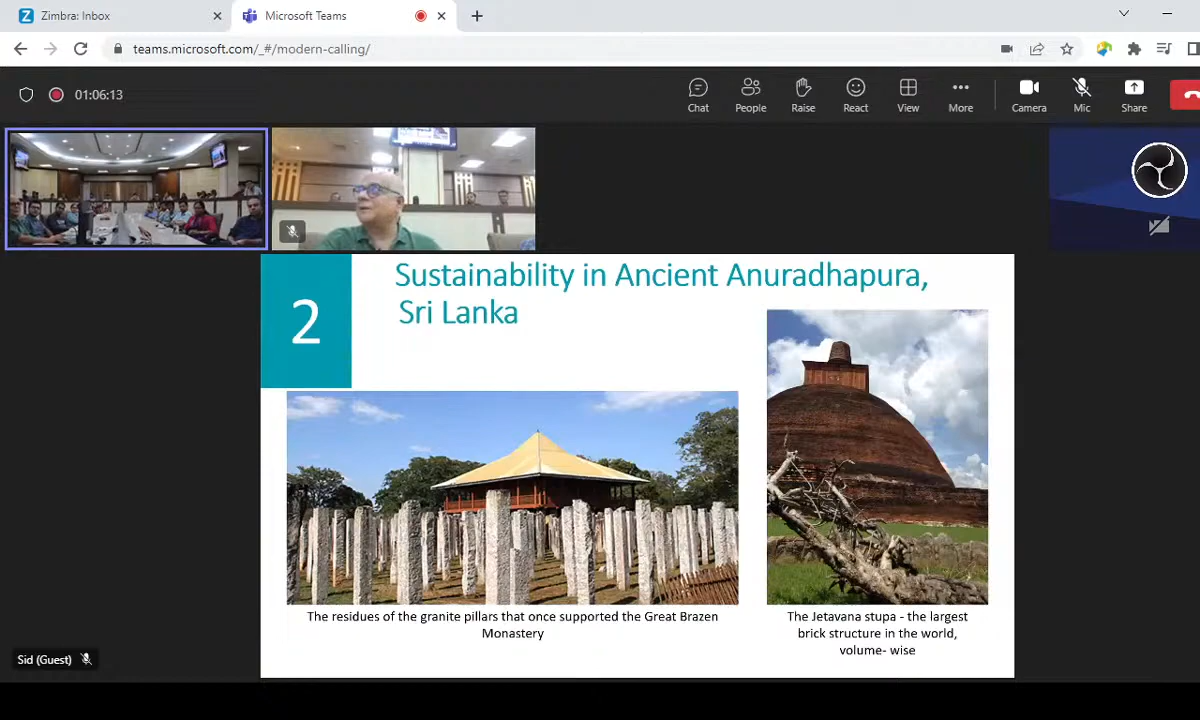 Zimbra: Inbox
Microsoft Teams
teams.microsoft.com/_#/modern-calling/
01:06:13
Chat
People
Raise
React
View
More
Camera
Mic
Share
2
Sustainability in Ancient Anuradhapura,
Sri Lanka
The residues of the granite pillars that once supported the Great Brazen
Monastery
The Jetavana stupa - the largest
brick structure in the world,
volume- wise
Sid (Guest)